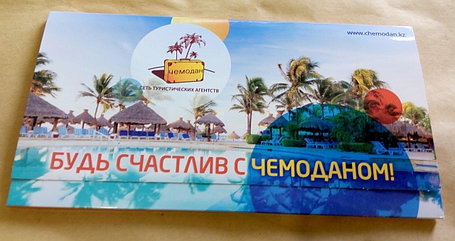 www.chemodan.kz
чемодан
СЕТЬ ТУРИСТИЧЕСКИХ АГЕНТСТВ
БУДЬ СЧАСТЛИВ С ЧЕМОДАНОМ!